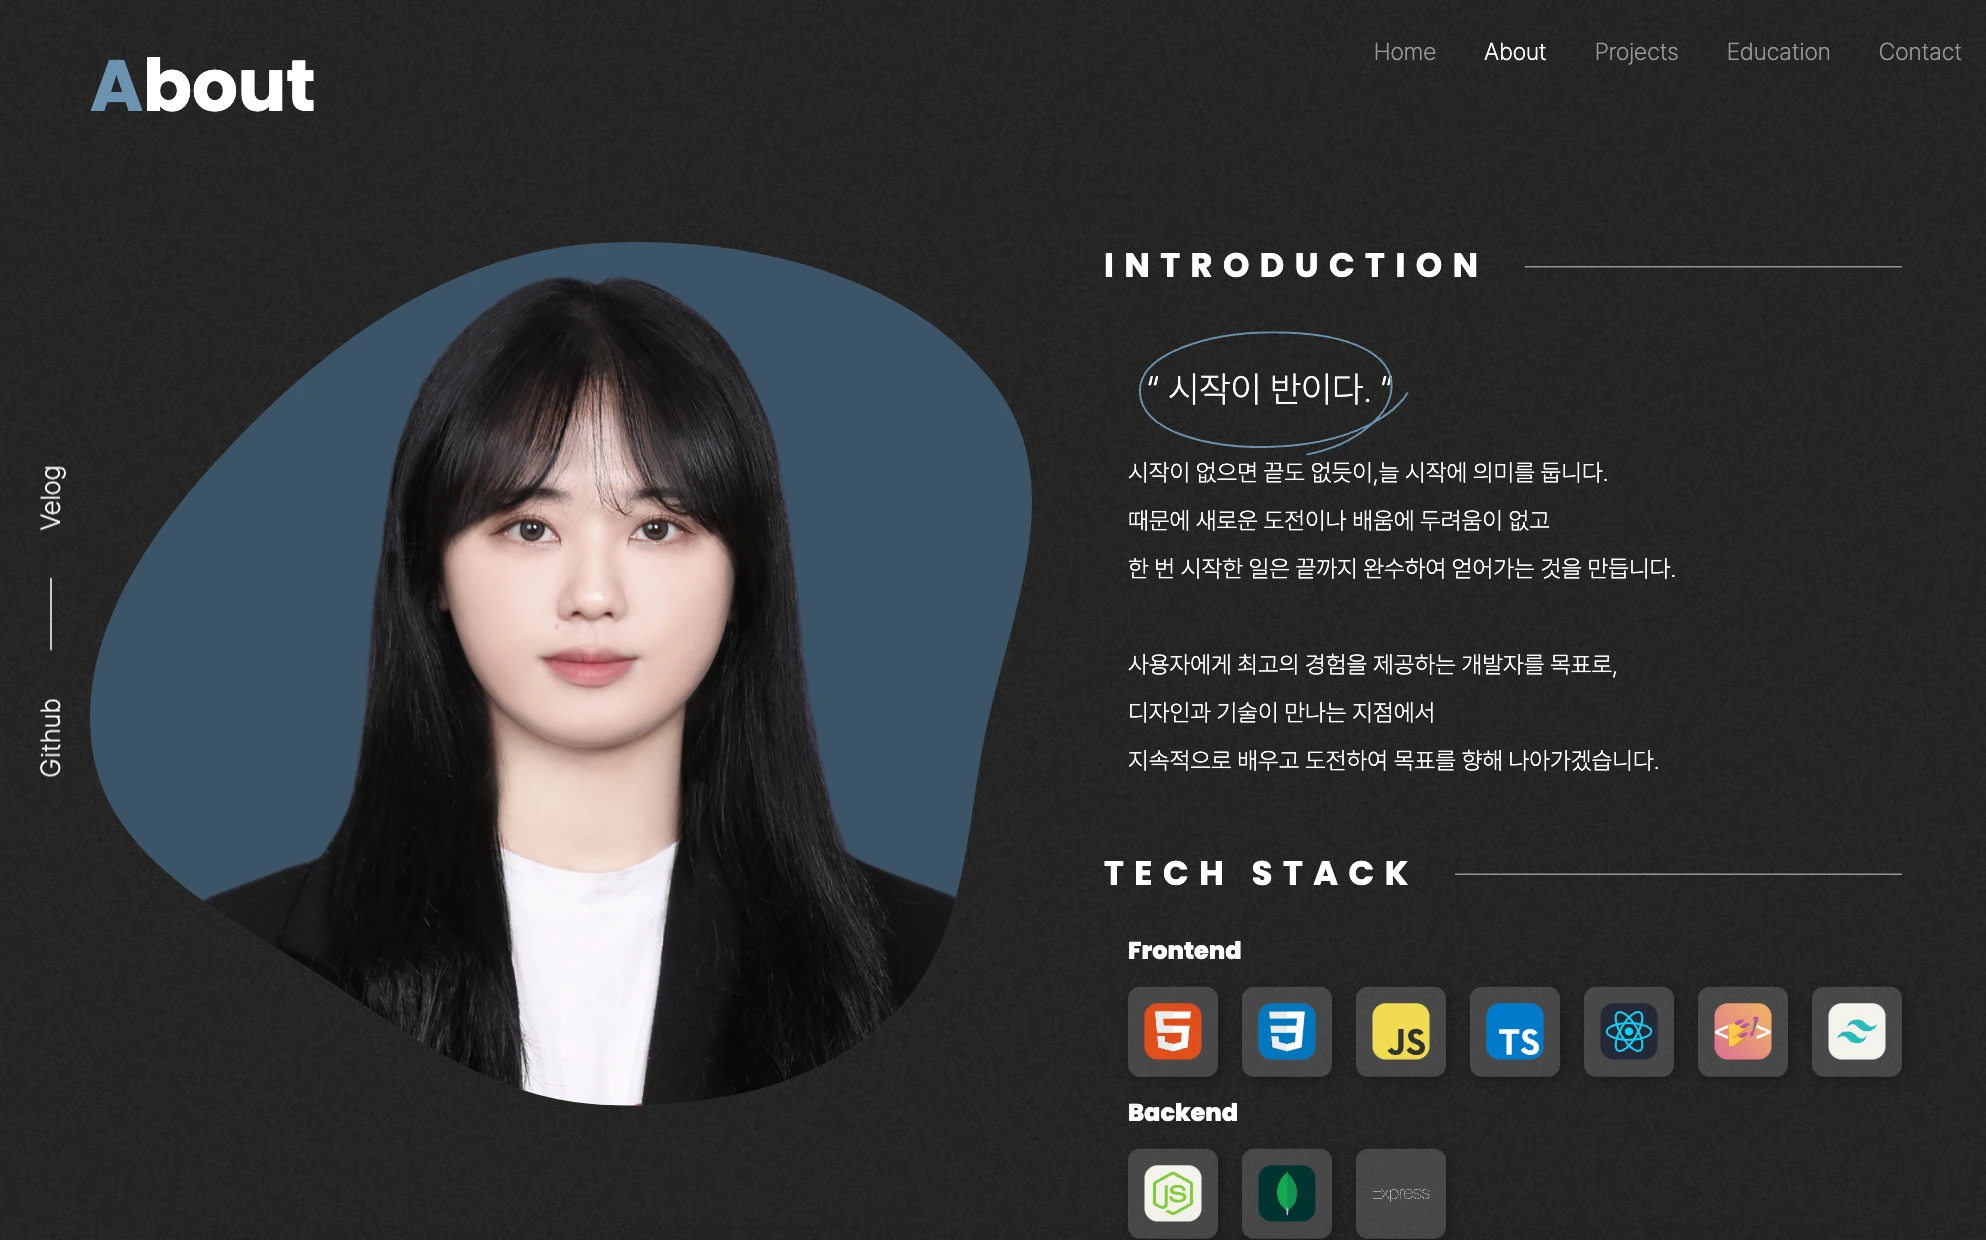 About
Home About Projects Education Contact
INTRODUCTION
“ 시작이 반이다. “
시작이 없으면 끝도 없듯이,늘 시작에 의미를 둡니다.
때문에 새로운 도전이나 배움에 두려움이 없고
한 번 시작한 일은 끝까지 완수하여 얻어가는 것을 만듭니다.
사용자에게 최고의 경험을 제공하는 개발자를 목표로,
디자인과 기술이 만나는 지점에서
지속적으로 배우고 도전하여 목표를 향해 나아가겠습니다.
Velog
Github
TECH STACK
Frontend
JS TS
Backend
JS Express